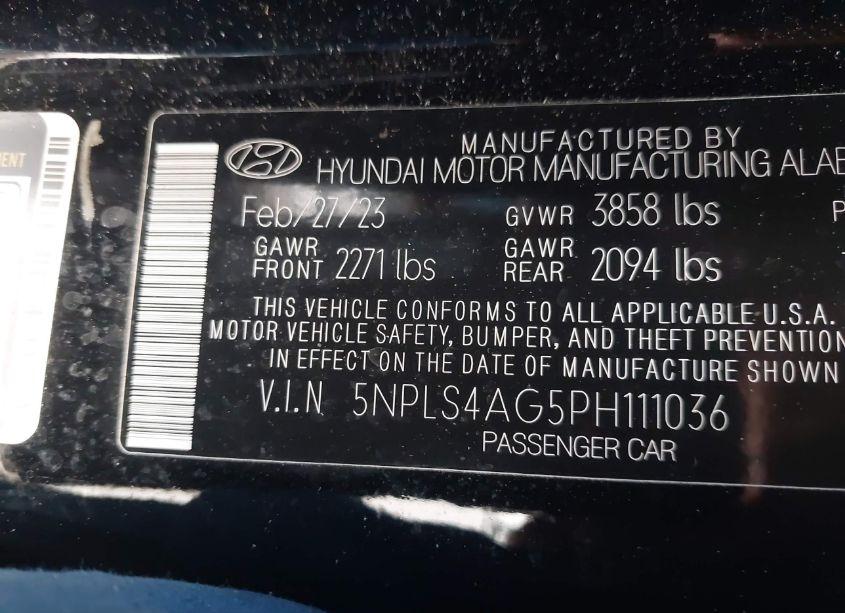 MENT
MANUFACTURED BY
HYUNDAI MOTOR MANUFACTURING ALAB
Feb/27/23 GVWR 3858 lbs P
GAWR FRONT 2271 lbs GAWR REAR 2094 lbs
THIS VEHICLE CONFORMS TO ALL APPLICABLE U.S.A.
MOTOR VEHICLE SAFETY, BUMPER, AND THEFT PREVENTION
IN EFFECT ON THE DATE OF MANUFACTURE SHOWN
V.I.N 5NPLS4AG5PH111036
PASSENGER CAR